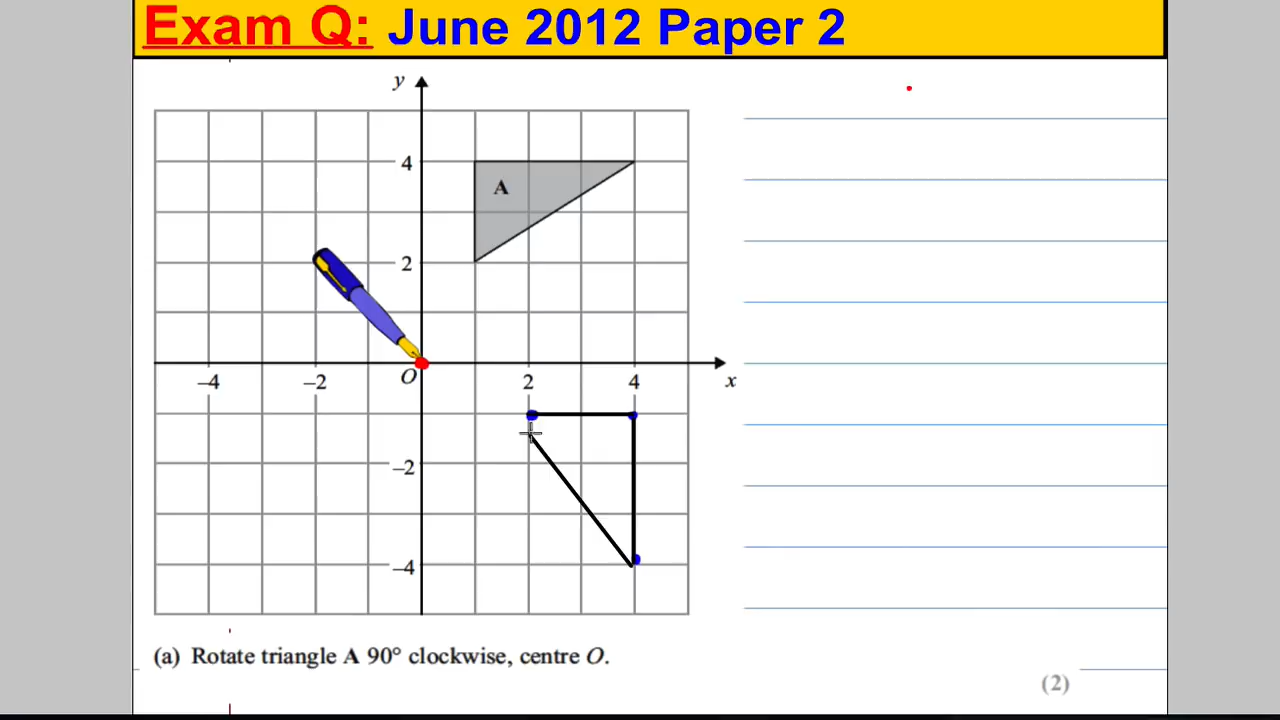 Exam Q: June 2012 Paper 2
y
4
A
2
–4
–2
O
2
4
x
–2
–4
(a) Rotate triangle A 90° clockwise, centre O.
(2)